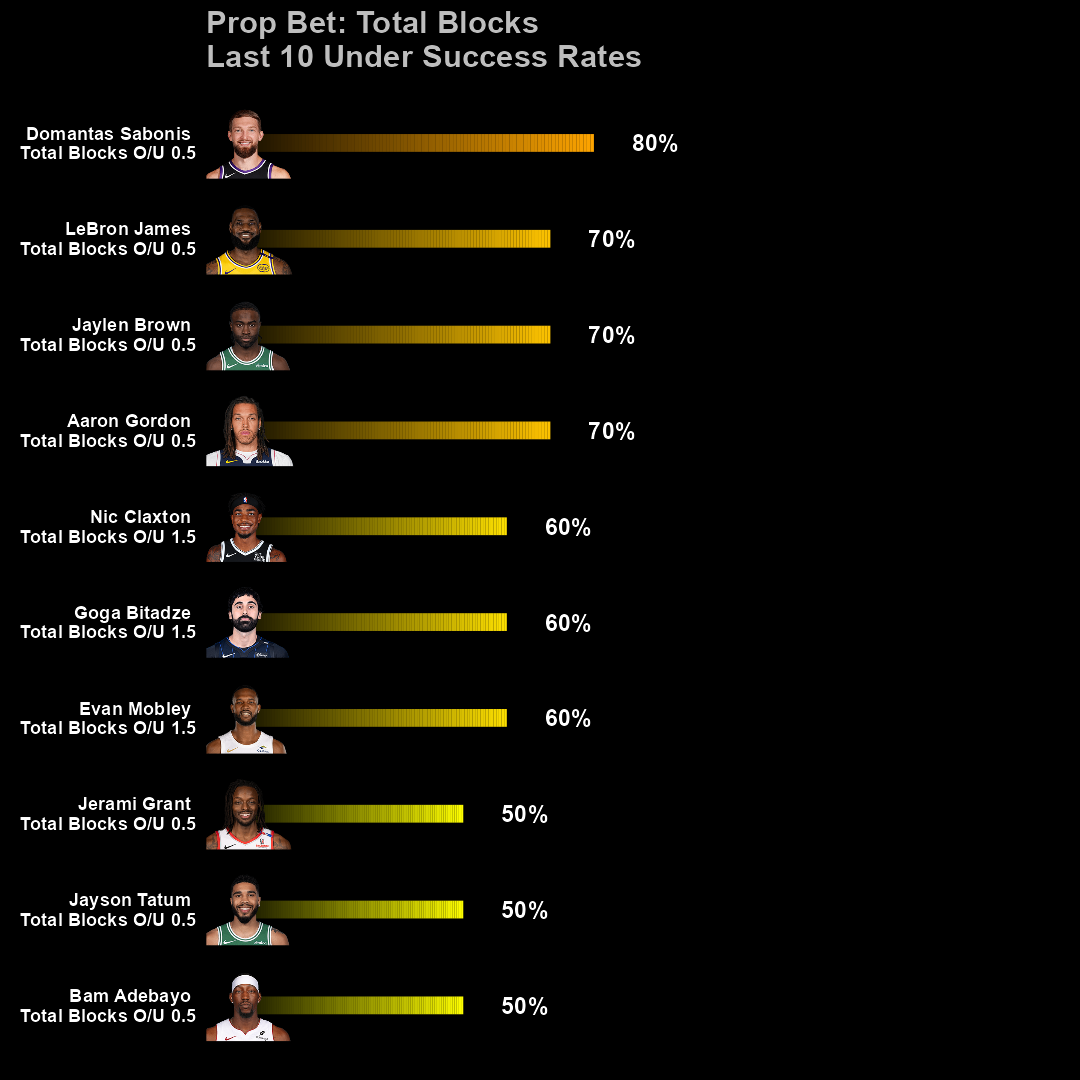 Prop Bet: Total Blocks
Last 10 Under Success Rates
Domantas Sabonis
Total Blocks O/U 0.5
80%
LeBron James
Total Blocks O/U 0.5
70%
Jaylen Brown
Total Blocks O/U 0.5
70%
Aaron Gordon
Total Blocks O/U 0.5
70%
Nic Claxton
Total Blocks O/U 1.5
60%
Goga Bitadze
Total Blocks O/U 1.5
60%
Evan Mobley
Total Blocks O/U 1.5
60%
Jerami Grant
Total Blocks O/U 0.5
50%
Jayson Tatum
Total Blocks O/U 0.5
50%
Bam Adebayo
Total Blocks O/U 0.5
50%